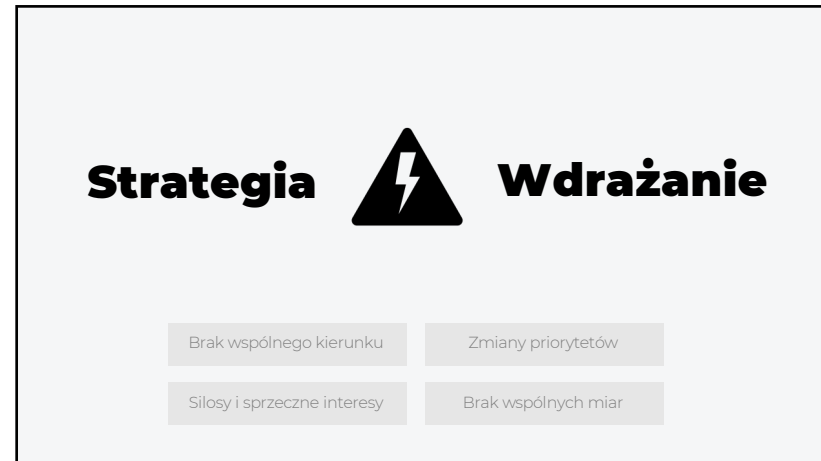 Strategia
Wdrażanie
Brak wspólnego kierunku
Zmiany priorytetów
Silosy i sprzeczne interesy
Brak wspólnych miar